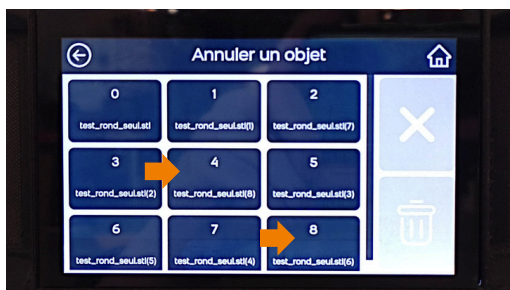 Annuler un objet
0 1 2
test_rond_seul.stl test_rond_seul.stl(1) test_rond_seul.stl(7)
3 4 5
test_rond_seul.stl(2) test_rond_seul.stl(8) test_rond_seul.stl(3)
6 7 8
test_rond_seul.stl(5) test_rond_seul.stl(4) test_rond_seul.stl(6)